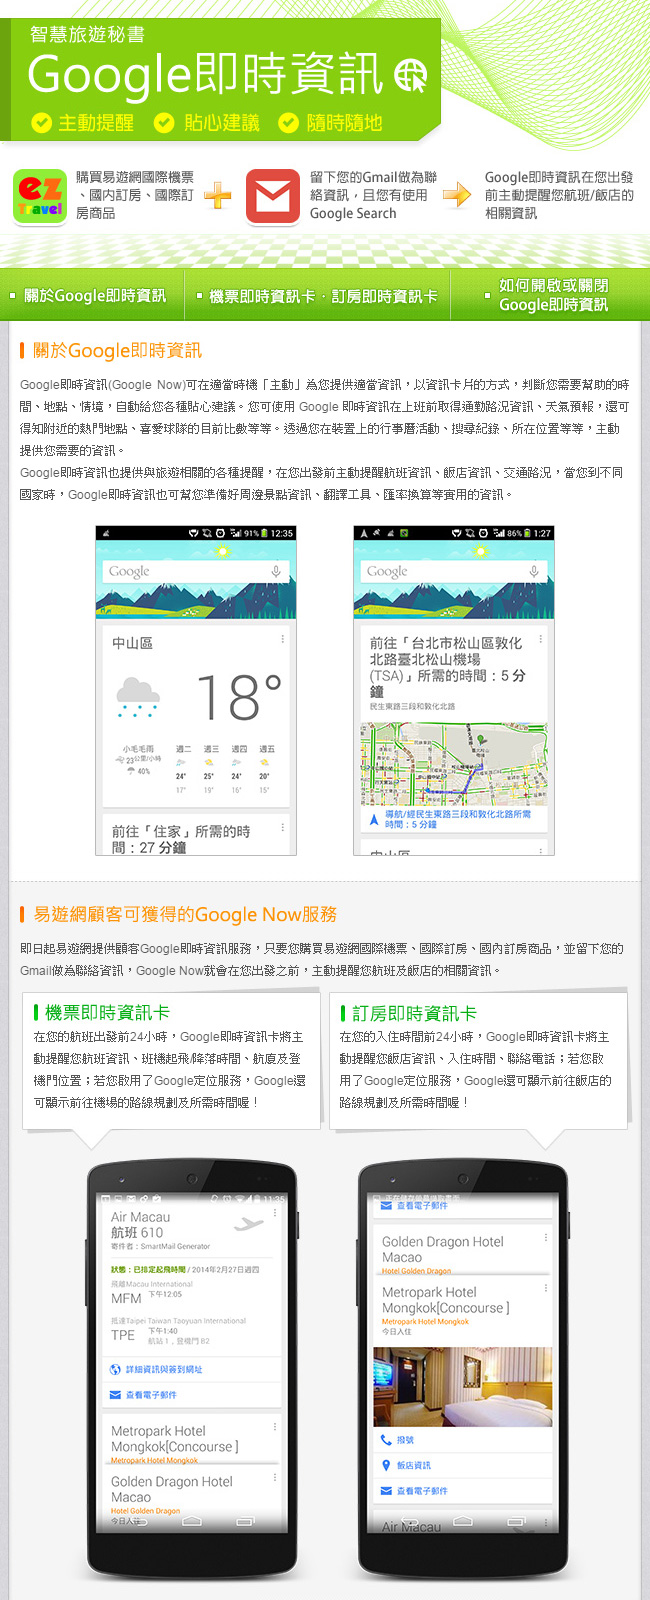 智慧旅遊秘書
Google即時資訊
主動提醒 貼心建議 隨時隨地
ez Travel
購買易遊網國際機票
、國內訂房、國際訂
房商品
留下您的Gmail做為聯
絡資訊，且您有使用
Google Search
Google即時資訊在您出發
前主動提醒您航班/飯店的
相關資訊
關於Google即時資訊
機票即時資訊卡．訂房即時資訊卡
如何開啟或關閉
Google即時資訊
關於Google即時資訊
Google即時資訊(Google Now)可在適當時機「主動」為您提供適當資訊，以資訊卡片的方式，判斷您需要幫助的時
間、地點、情境，自動給您各種貼心建議。您可使用 Google 即時資訊在上班前取得通勤路況資訊、天氣預報，還可
得知附近的熱門地點、喜愛球隊的目前比數等等。透過您在裝置上的行事曆活動、搜尋紀錄、所在位置等等，主動
提供您需要的資訊。
Google即時資訊也提供與旅遊相關的各種提醒，在您出發前主動提醒航班資訊、飯店資訊、交通路況，當您到不同
國家時，Google即時資訊也可幫您準備好周邊景點資訊、翻譯工具、匯率換算等實用的資訊。
91% 12:35
Google
中山區
18°
小毛毛雨
23公里/小時
40%
週二 週三 週四 週五
24° 25° 24° 20°
17° 19° 16° 15°
前往「住家」所需的時
間：27 分鐘
86% 1:27
Google
前往「台北市松山區敦化
北路臺北松山機場
(TSA)」所需的時間：5 分
鐘
民生東路三段和敦化北路
導航/經民生東路三段和敦化北路所需
時間：5 分鐘
中山區
易遊網顧客可獲得的Google Now服務
即日起易遊網提供顧客Google即時資訊服務，只要您購買易遊網國際機票、國際訂房、國內訂房商品，並留下您的
Gmail做為聯絡資訊，Google Now就會在您出發之前，主動提醒您航班及飯店的相關資訊。
機票即時資訊卡
在您的航班出發前24小時，Google即時資訊卡將主
動提醒您航班資訊、班機起飛/降落時間、航廈及登
機門位置；若您啟用了Google定位服務，Google還
可顯示前往機場的路線規劃及所需時間喔！
訂房即時資訊卡
在您的入住時間前24小時，Google即時資訊卡將主
動提醒您飯店資訊、入住時間、聯絡電話；若您啟
用了Google定位服務，Google還可顯示前往飯店的
路線規劃及所需時間喔！
11:35
Air Macau
航班 610
寄件者：SmartMail Generator
狀態：已排定起飛時間 / 2014年2月27日週四
飛離Macau International
MFM 下午12:05
抵達Taipei Taiwan Taoyuan International
TPE 下午1:40
航站 1，登機門 B2
詳細資訊與簽到網址
查看電子郵件
Metropark Hotel
Mongkok[Concourse ]
Metropark Hotel Mongkok
Golden Dragon Hotel
Macao
Hotel Golden Dragon
今日入住
查看電子郵件
Golden Dragon Hotel
Macao
Hotel Golden Dragon
Metropark Hotel
Mongkok[Concourse ]
Metropark Hotel Mongkok
今日入住
撥號
飯店資訊
查看電子郵件
Air Macau